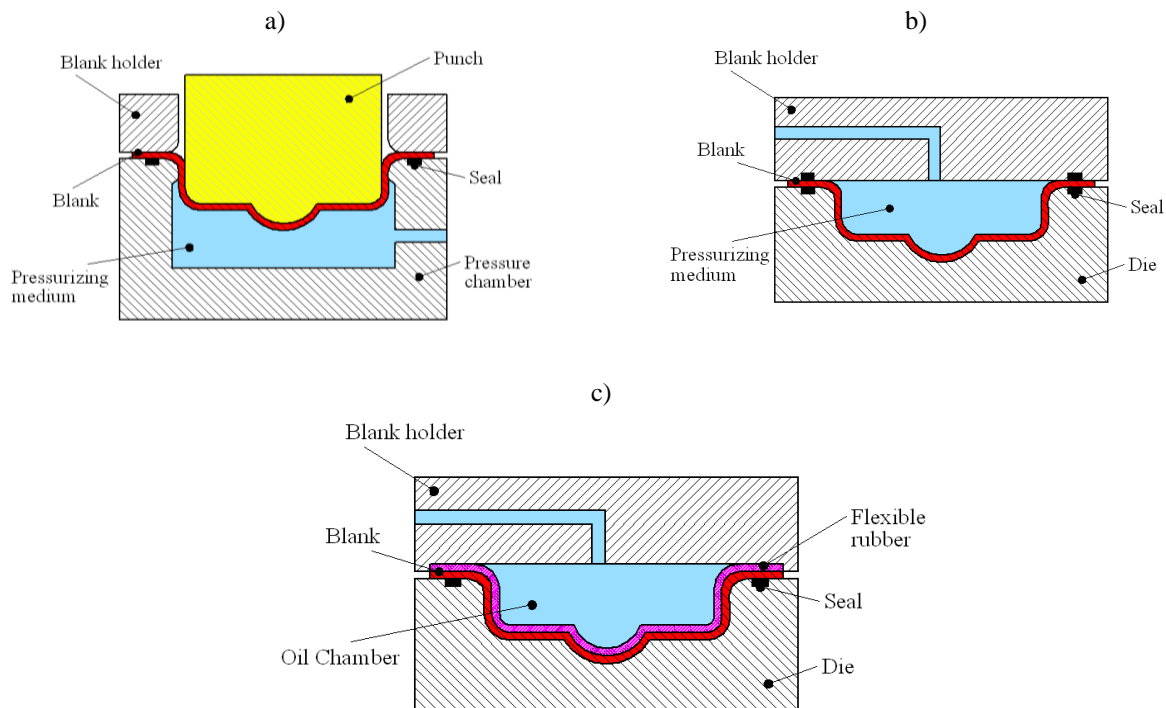 a)
Blank holder
Punch
Blank
Seal
Pressurizing
medium
Pressure
chamber
b)
Blank holder
Blank
Seal
Pressurizing
medium
Die
c)
Blank holder
Flexible
rubber
Blank
Seal
Oil Chamber
Die